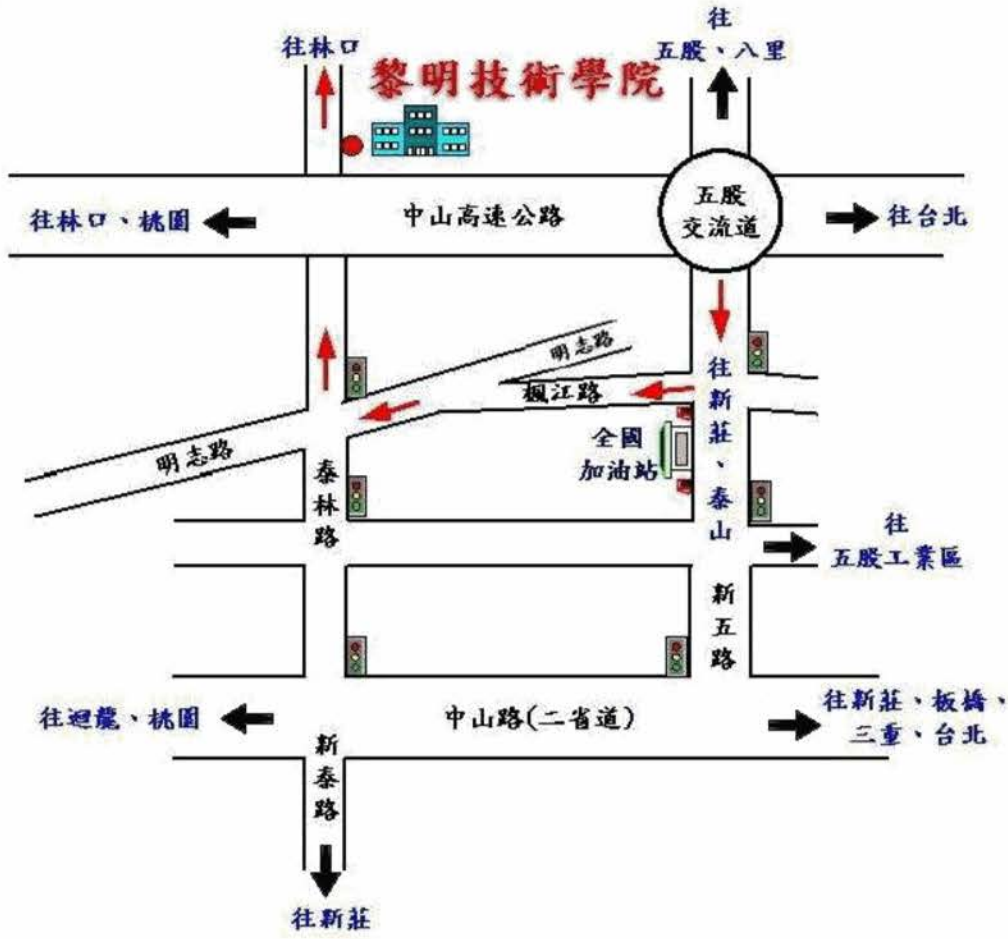 往
五股、八里
往林口
黎明技術學院
往林口、桃園
中山高速公路
五股
交流道
往台北
明志路
楓江路
往新莊、泰山
全國
加油站
明志路
泰林路
往
五股工業區
新五路
往迴龍、桃園
中山路(二省道)
往新莊、板橋、
三重、台北
新泰路
往新莊